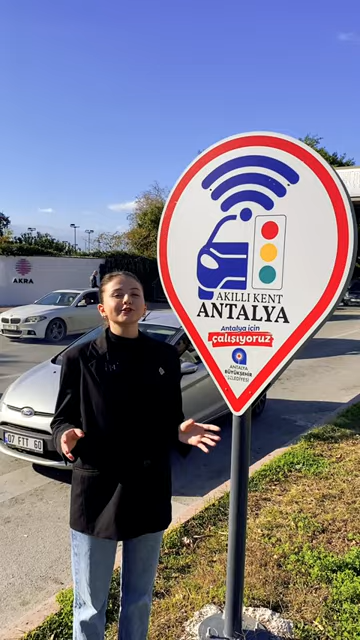 AKRA
AKILLI KENT
ANTALYA
Antalya için
çalışıyoruz
ANTALYA
BÜYÜKŞEHİR
BELEDİYESİ
07 FTT 60